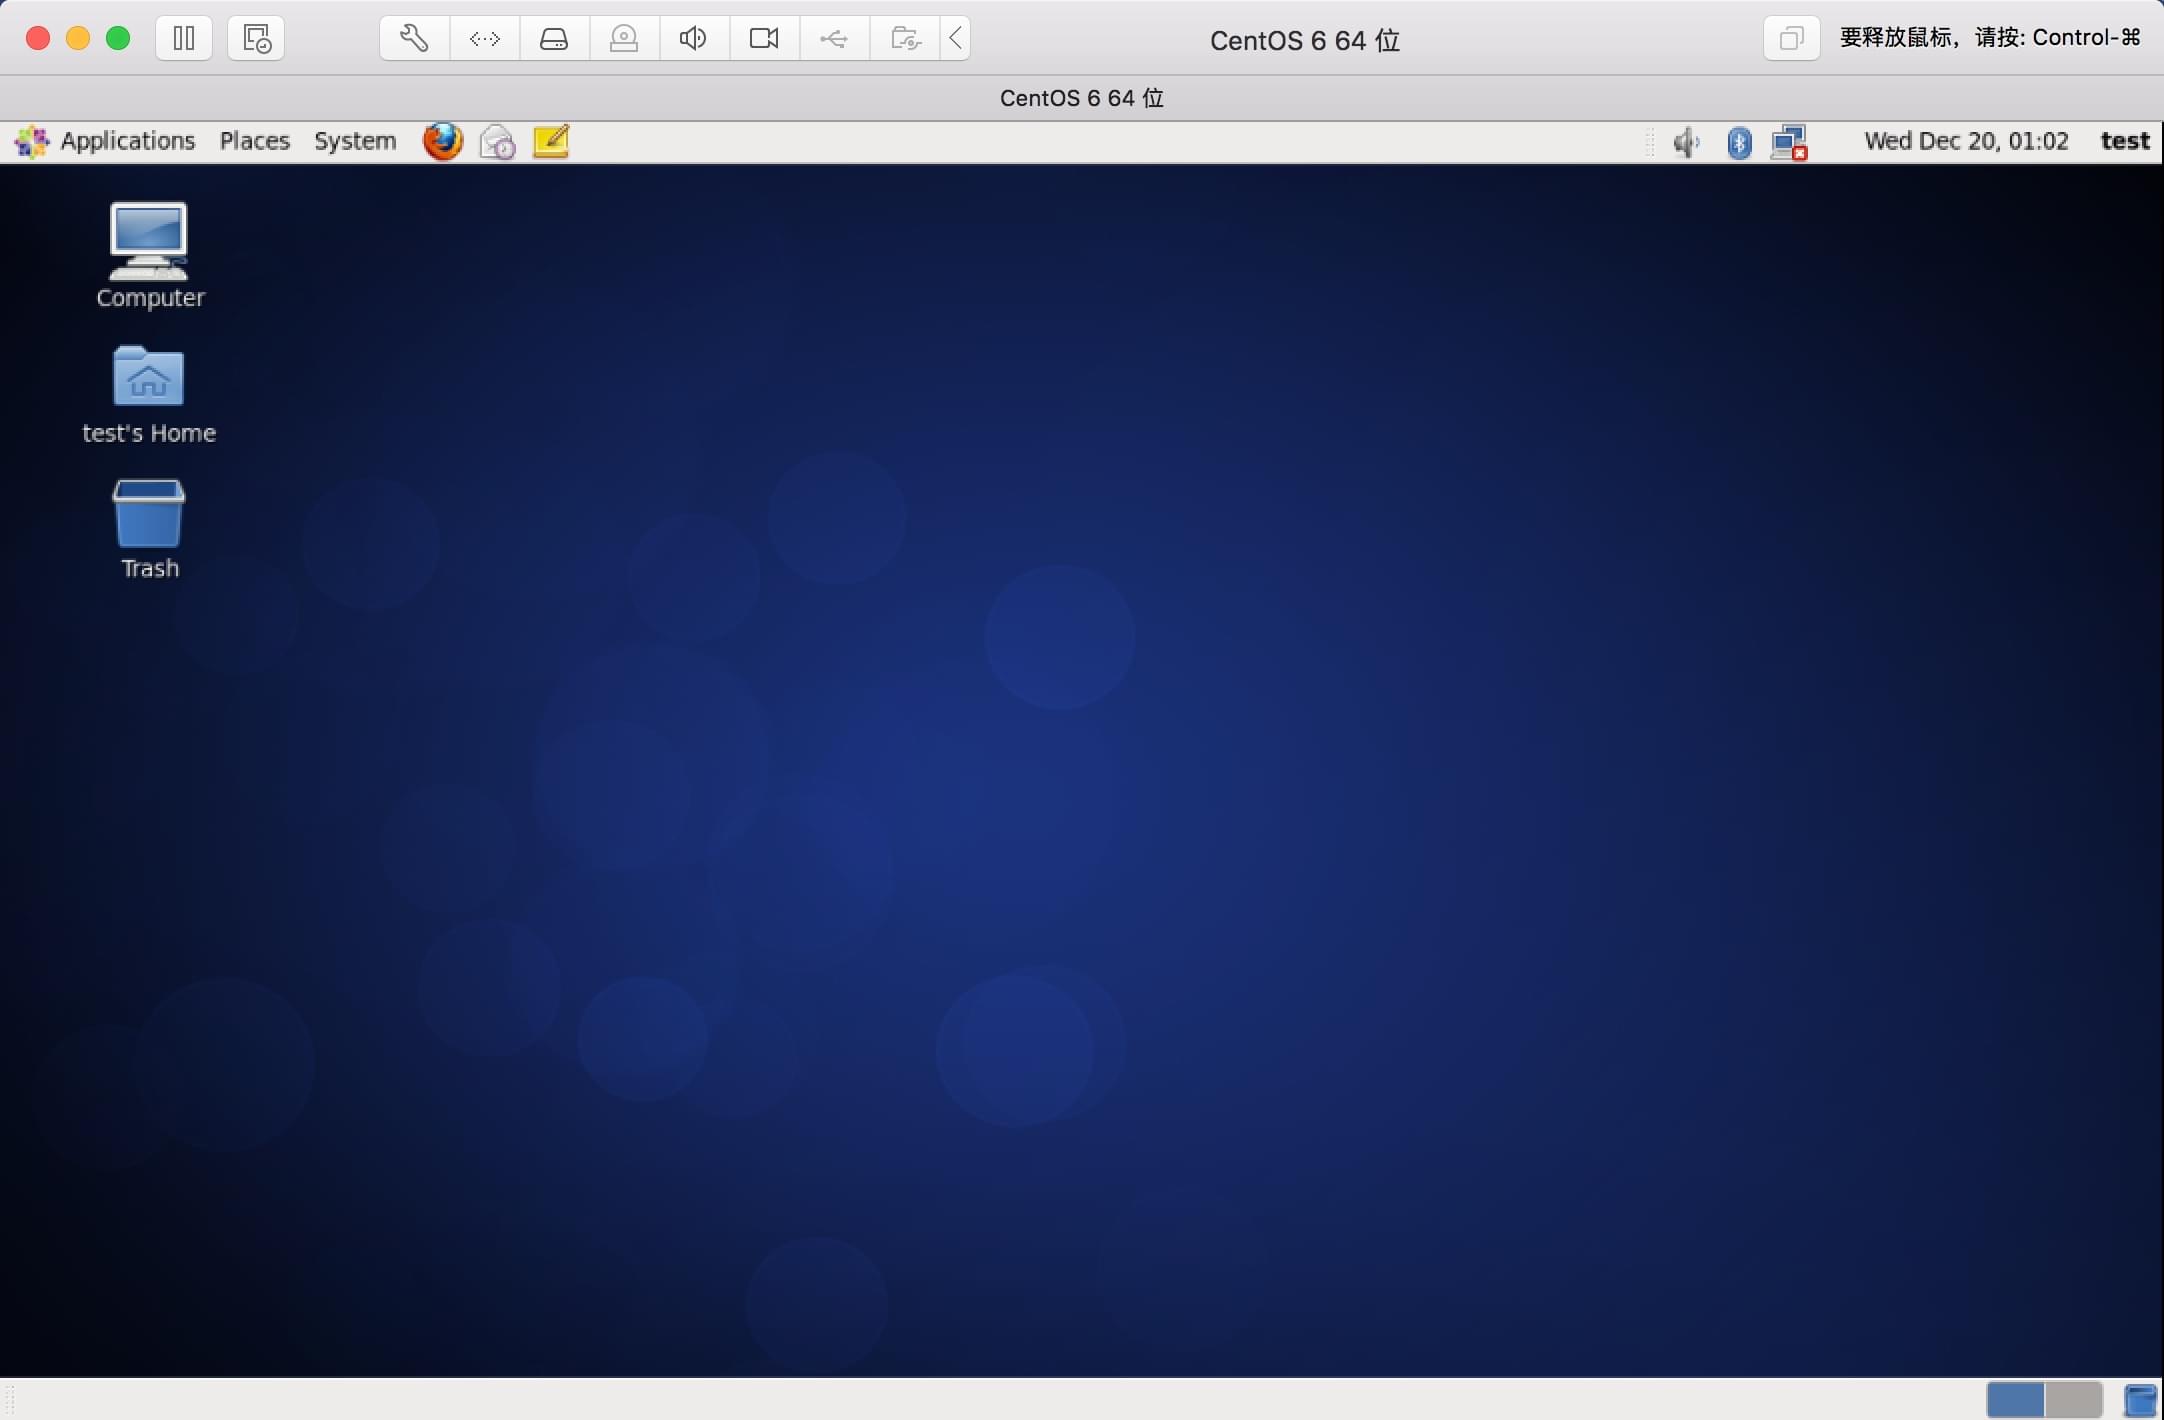 CentOS 6 64 位
要释放鼠标，请按: Control-⌘
CentOS 6 64 位
Applications Places System Wed Dec 20, 01:02 test
Computer
test's Home
Trash